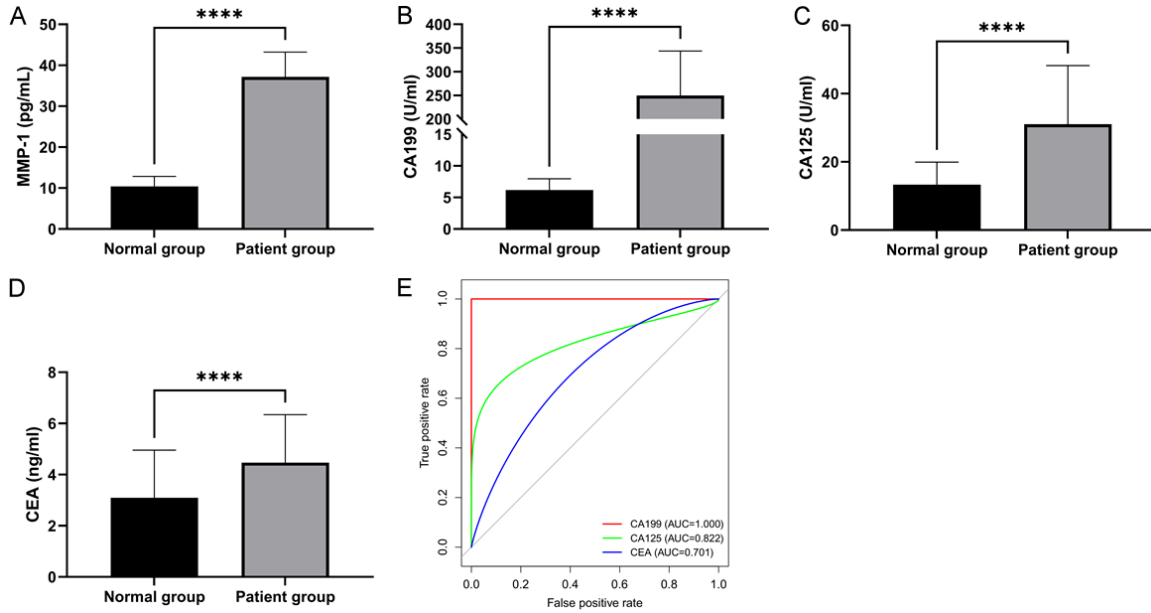 A
MMP-1 (pg/mL)
50
40
30
20
10
0
****
Normal group
Patient group
B
CA199 (U/ml)
400
350
300
250
200
15
10
5
0
****
Normal group
Patient group
C
CA125 (U/ml)
60
40
20
0
****
Normal group
Patient group
D
CEA (ng/ml)
8
6
4
2
0
****
Normal group
Patient group
E
True positive rate
1.0
0.8
0.6
0.4
0.2
0.0
CA199 (AUC=1.000)
CA125 (AUC=0.822)
CEA (AUC=0.701)
0.0 0.2 0.4 0.6 0.8 1.0
False positive rate